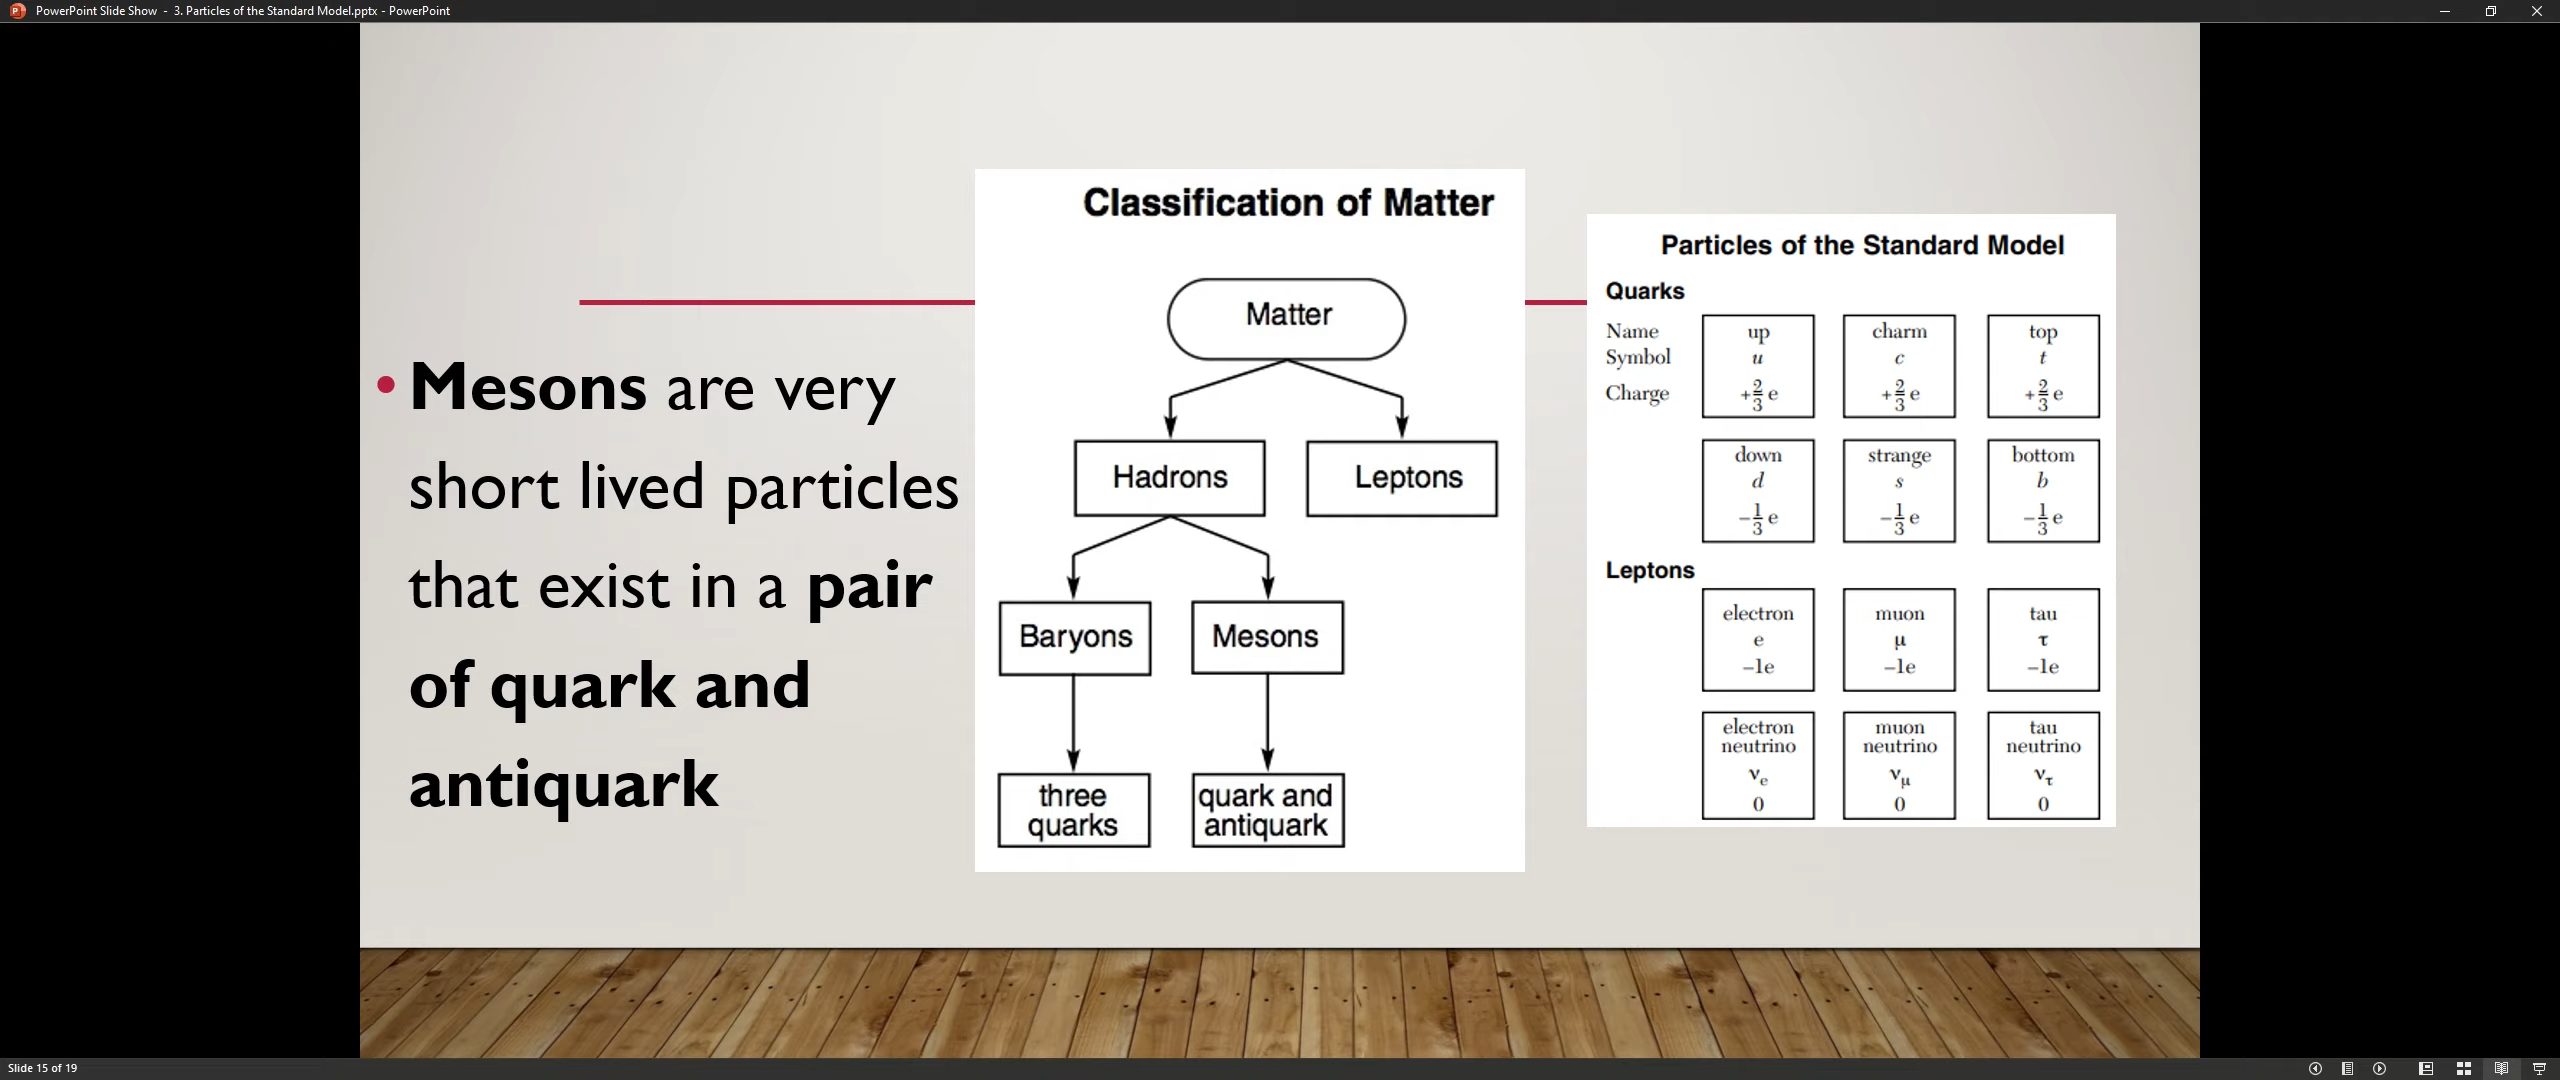 PowerPoint Slide Show - 3. Particles of the Standard Model.pptx - PowerPoint
• Mesons are very
short lived particles
that exist in a pair
of quark and
antiquark
Classification of Matter
Matter
Hadrons Leptons
Baryons Mesons
three quark and
quarks antiquark
Particles of the Standard Model
Quarks
Name up charm top
Symbol u c t
Charge +2/3 e +2/3 e +2/3 e
down strange bottom
d s b
−1/3 e −1/3 e −1/3 e
Leptons
electron muon tau
e μ τ
−1e −1e −1e
electron muon tau
neutrino neutrino neutrino
νe νμ ντ
0 0 0
Slide 15 of 19